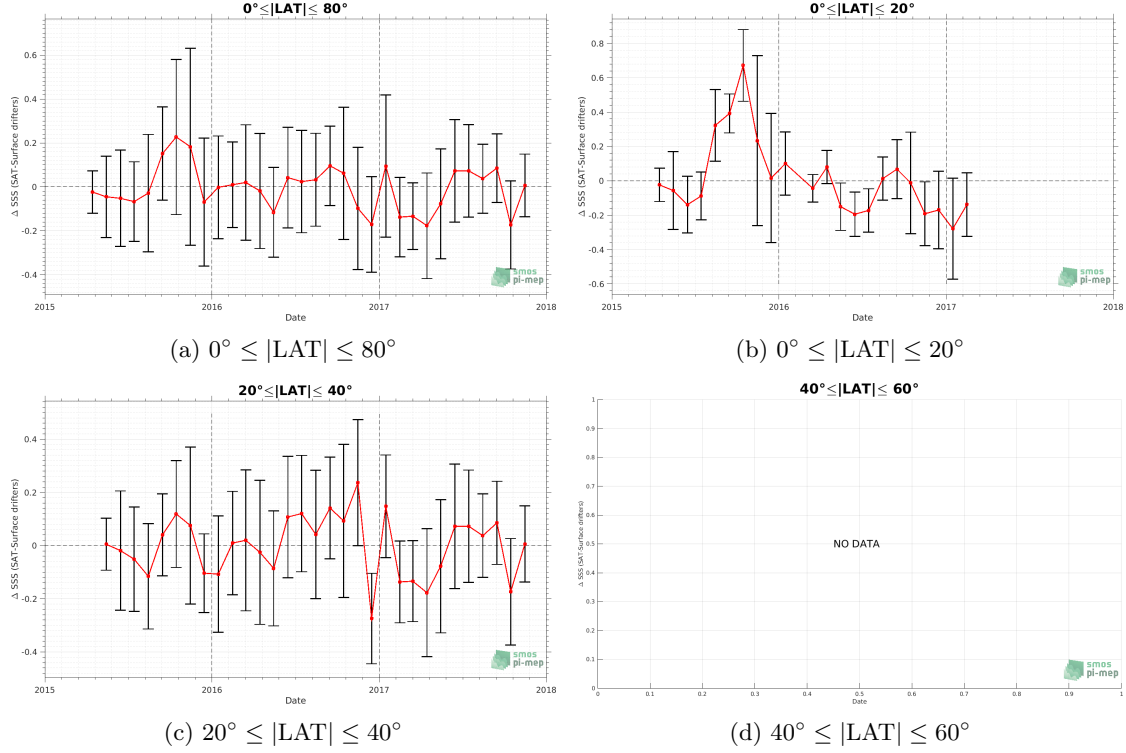 0°≤|LAT|≤ 80°
Δ SSS (SAT-Surface drifters)
0.6
0.4
0.2
0
-0.2
-0.4
2015
2016
2017
2018
Date
smos
pi-mep
(a) 0° ≤ |LAT| ≤ 80°
0°≤|LAT|≤ 20°
Δ SSS (SAT-Surface drifters)
0.8
0.6
0.4
0.2
0
-0.2
-0.4
-0.6
2015
2016
2017
2018
Date
smos
pi-mep
(b) 0° ≤ |LAT| ≤ 20°
20°≤|LAT|≤ 40°
Δ SSS (SAT-Surface drifters)
0.4
0.2
0
-0.2
-0.4
2015
2016
2017
2018
Date
smos
pi-mep
(c) 20° ≤ |LAT| ≤ 40°
40°≤|LAT|≤ 60°
Δ SSS (SAT-Surface drifters)
1
0.9
0.8
0.7
0.6
0.5
0.4
0.3
0.2
0.1
0
NO DATA
0
0.1
0.2
0.3
0.4
0.5
0.6
0.7
0.8
0.9
1
Date
smos
pi-mep
(d) 40° ≤ |LAT| ≤ 60°